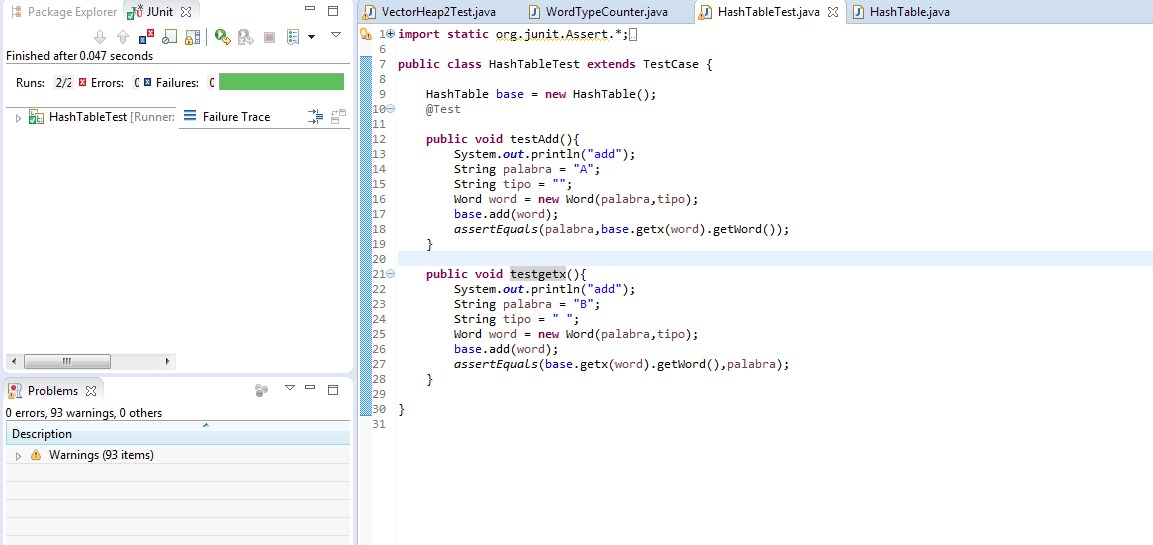 Package Explorer JUnit
Finished after 0.047 seconds
Runs: 2/2 Errors: 0 Failures: 0
HashTableTest [Runner:
Failure Trace
Problems
0 errors, 93 warnings, 0 others
Description
Warnings (93 items)
VectorHeap2Test.java WordTypeCounter.java HashTableTest.java HashTable.java
1 import static org.junit.Assert.*;
6
7 public class HashTableTest extends TestCase {
8
9 HashTable base = new HashTable();
10 @Test
11
12 public void testAdd(){
13 System.out.println("add");
14 String palabra = "A";
15 String tipo = "";
16 Word word = new Word(palabra,tipo);
17 base.add(word);
18 assertEquals(palabra,base.getx(word).getWord());
19 }
20
21 public void testgetx(){
22 System.out.println("add");
23 String palabra = "B";
24 String tipo = " ";
25 Word word = new Word(palabra,tipo);
26 base.add(word);
27 assertEquals(base.getx(word).getWord(),palabra);
28 }
29
30 }
31